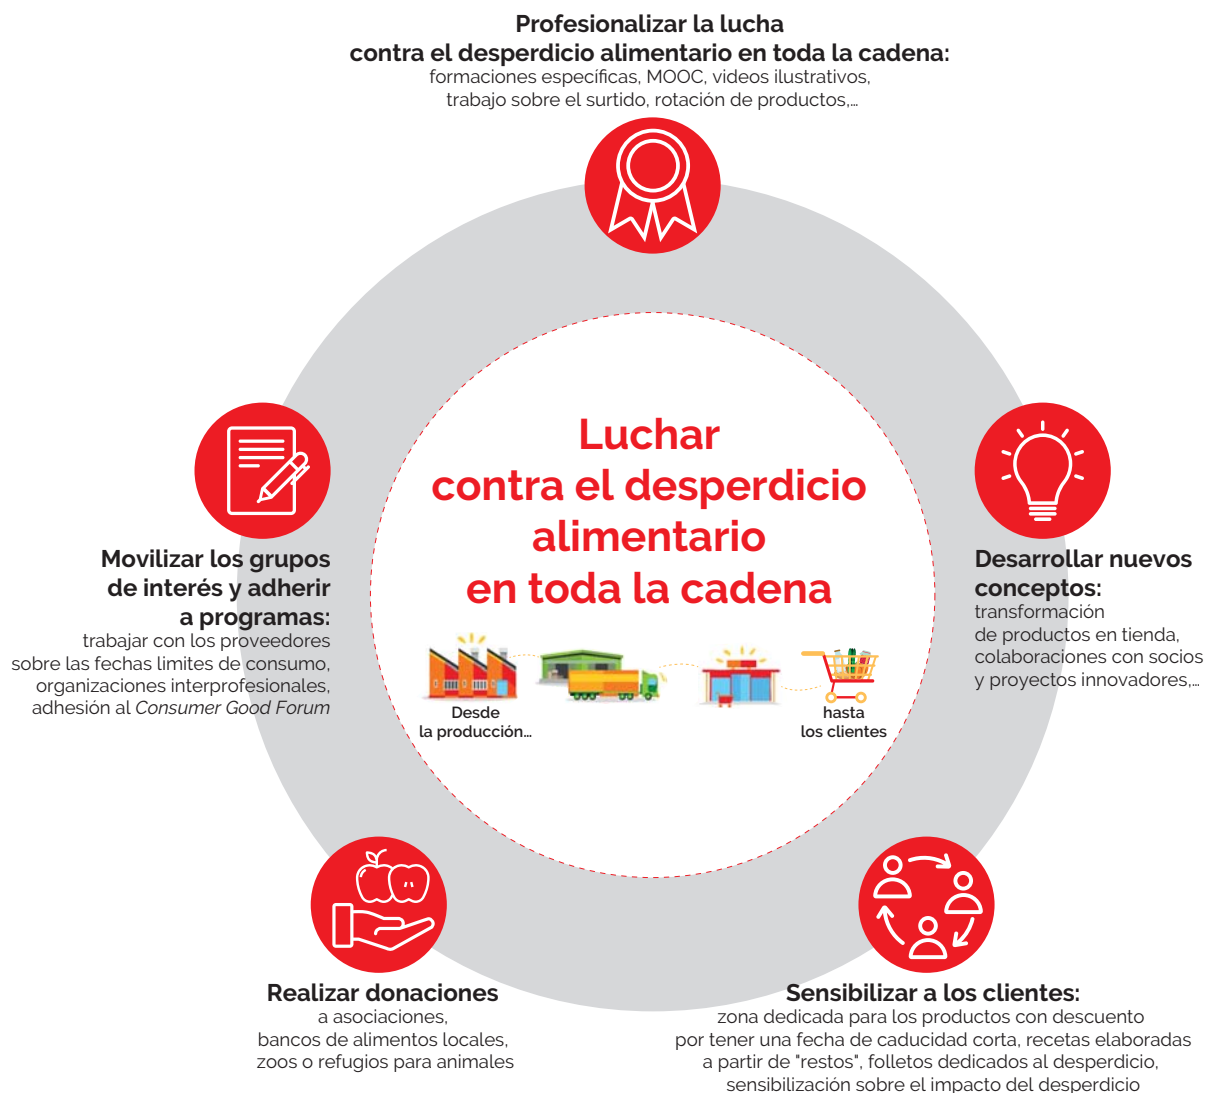 Profesionalizar la lucha
contra el desperdicio alimentario en toda la cadena:
formaciones específicas, MOOC, videos ilustrativos,
trabajo sobre el surtido, rotación de productos,...
Luchar
contra el desperdicio
alimentario
en toda la cadena
Desde
la producción...
hasta
los clientes
Movilizar los grupos
de interés y adherir
a programas:
trabajar con los proveedores
sobre las fechas limites de consumo,
organizaciones interprofesionales,
adhesión al Consumer Good Forum
Desarrollar nuevos
conceptos:
transformación
de productos en tienda,
colaboraciones con socios
y proyectos innovadores,...
Realizar donaciones
a asociaciones,
bancos de alimentos locales,
zoos o refugios para animales
Sensibilizar a los clientes:
zona dedicada para los productos con descuento
por tener una fecha de caducidad corta, recetas elaboradas
a partir de "restos", folletos dedicados al desperdicio,
sensibilización sobre el impacto del desperdicio